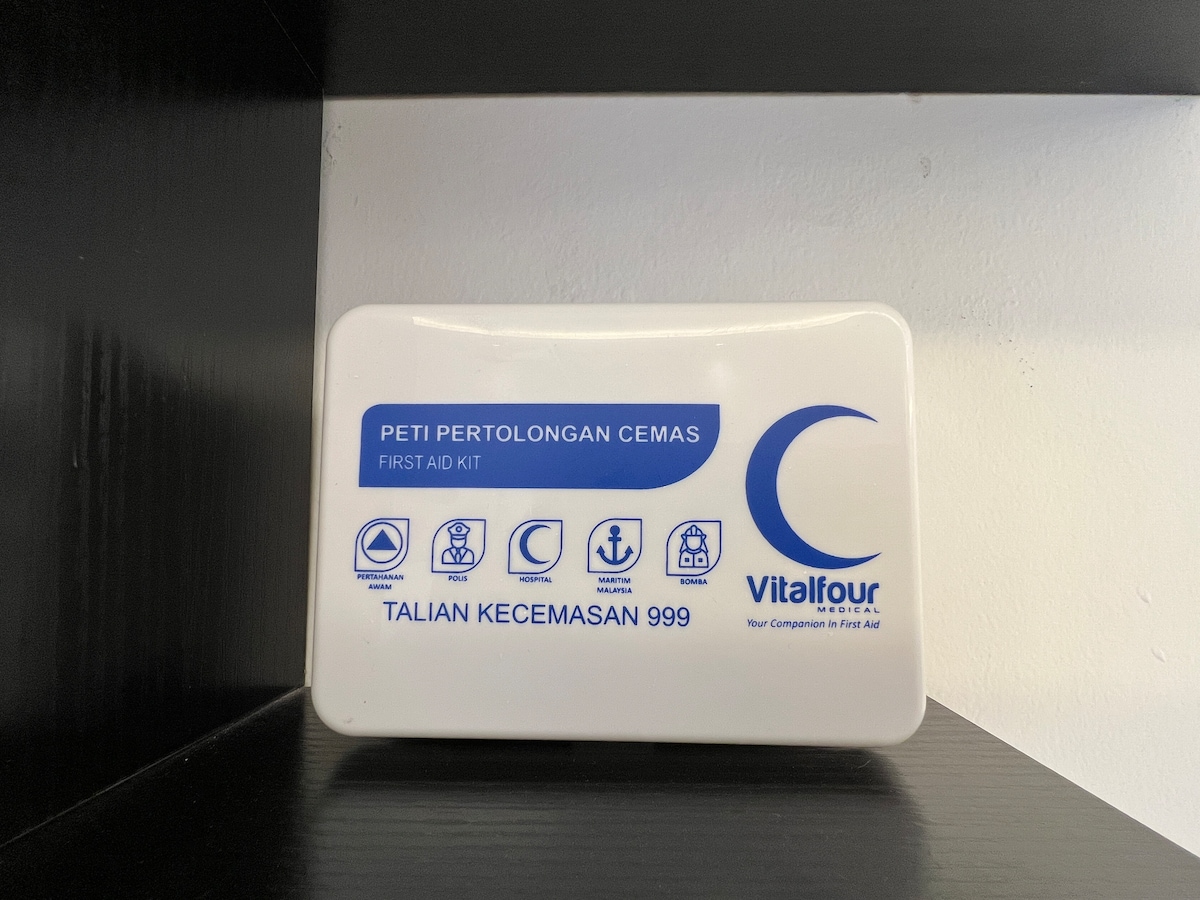 PETI PERTOLONGAN CEMAS
FIRST AID KIT
PERTAHANAN
AWAM
POLIS
HOSPITAL
MARITIM
MALAYSIA
BOMBA
TALIAN KECEMASAN 999
Vitalfour
MEDICAL
Your Companion In First Aid